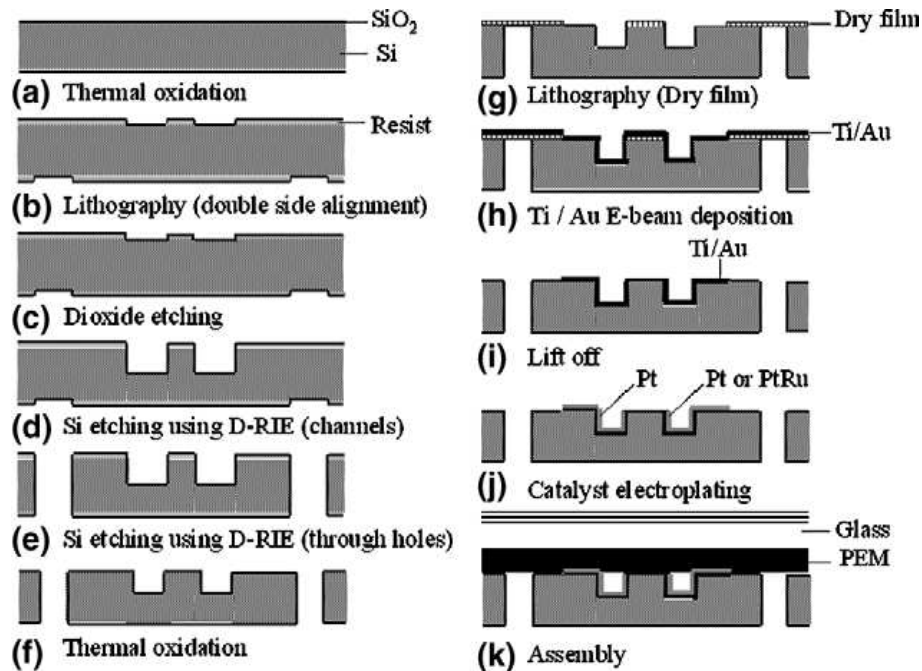 SiO2
Si
(a) Thermal oxidation
Resist
(b) Lithography (double side alignment)
(c) Dioxide etching
(d) Si etching using D-RIE (channels)
(e) Si etching using D-RIE (through holes)
(f) Thermal oxidation
Dry film
(g) Lithography (Dry film)
Ti/Au
(h) Ti / Au E-beam deposition
Ti/Au
(i) Lift off
Pt Pt or PtRu
(j) Catalyst electroplating
Glass
PEM
(k) Assembly